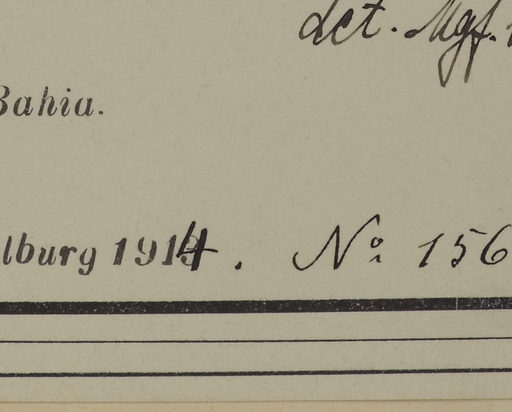 det. Mgf.
Bahia.
lburg 1914. No 156